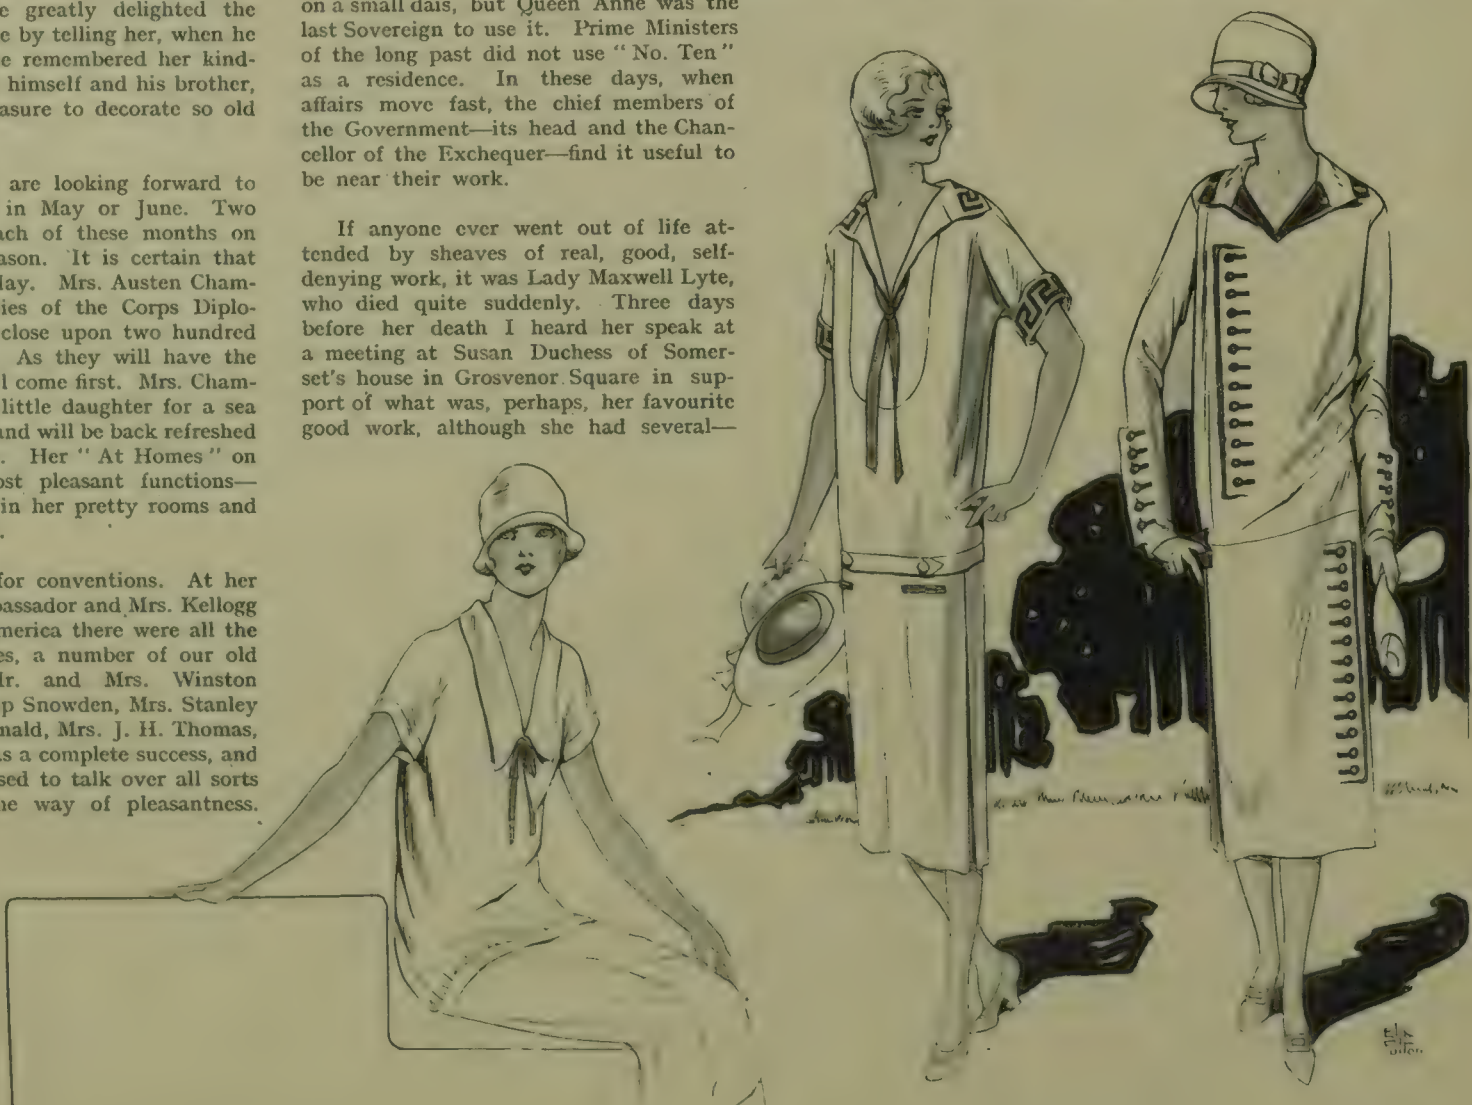 e greatly delighted the
e by telling her, when he
e remembered her kind-
himself and his brother,
asure to decorate so old
are looking forward to
in May or June. Two
ach of these months on
ason. It is certain that
lay. Mrs. Austen Cham-
ies of the Corps Diplo-
close upon two hundred
As they will have the
l come first. Mrs. Cham-
little daughter for a sea
and will be back refreshed
. Her " At Homes " on
ost pleasant functions—
in her pretty rooms and
.
for conventions. At her
bassador and Mrs. Kellogg
merica there were all the
es, a number of our old
Mr. and Mrs. Winston
p Snowden, Mrs. Stanley
nald, Mrs. J. H. Thomas,
as a complete success, and
sed to talk over all sorts
he way of pleasantness.
on a small dais, but Queen Anne was the
last Sovereign to use it. Prime Ministers
of the long past did not use " No. Ten "
as a residence. In these days, when
affairs move fast, the chief members of
the Government—its head and the Chan-
cellor of the Exchequer—find it useful to
be near their work.
If anyone ever went out of life at-
tended by sheaves of real, good, self-
denying work, it was Lady Maxwell Lyte,
who died quite suddenly. Three days
before her death I heard her speak at
a meeting at Susan Duchess of Somer-
set's house in Grosvenor Square in sup-
port of what was, perhaps, her favourite
good work, although she had several—